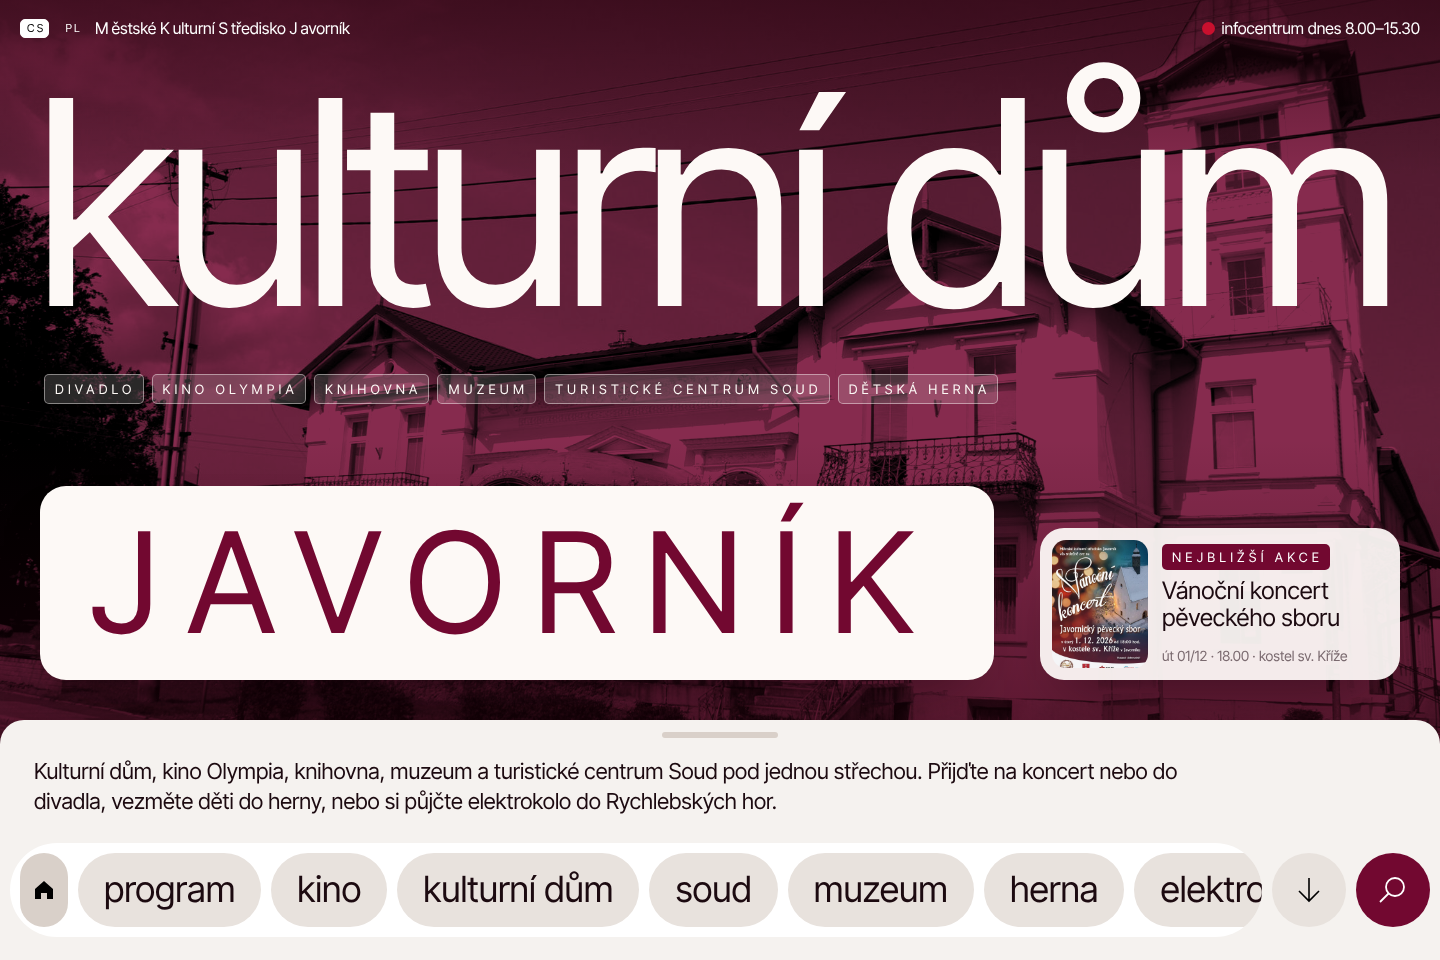 CS PL M ěstské K ulturní S tředisko J avorník
infocentrum dnes 8.00–15.30
kulturní dům
DIVADLO KINO OLYMPIA KNIHOVNA MUZEUM TURISTICKÉ CENTRUM SOUD DĚTSKÁ HERNA
JAVORNÍK
Vánoční
koncert
Javornický pěvecký sbor
1. 12. 2026
v kostele sv. Kříže v Javorníku
NEJBLIŽŠÍ AKCE
Vánoční koncert
pěveckého sboru
út 01/12 · 18.00 · kostel sv. Kříže
Kulturní dům, kino Olympia, knihovna, muzeum a turistické centrum Soud pod jednou střechou. Přijďte na koncert nebo do
divadla, vezměte děti do herny, nebo si půjčte elektrokolo do Rychlebských hor.
program kino kulturní dům soud muzeum herna elektro